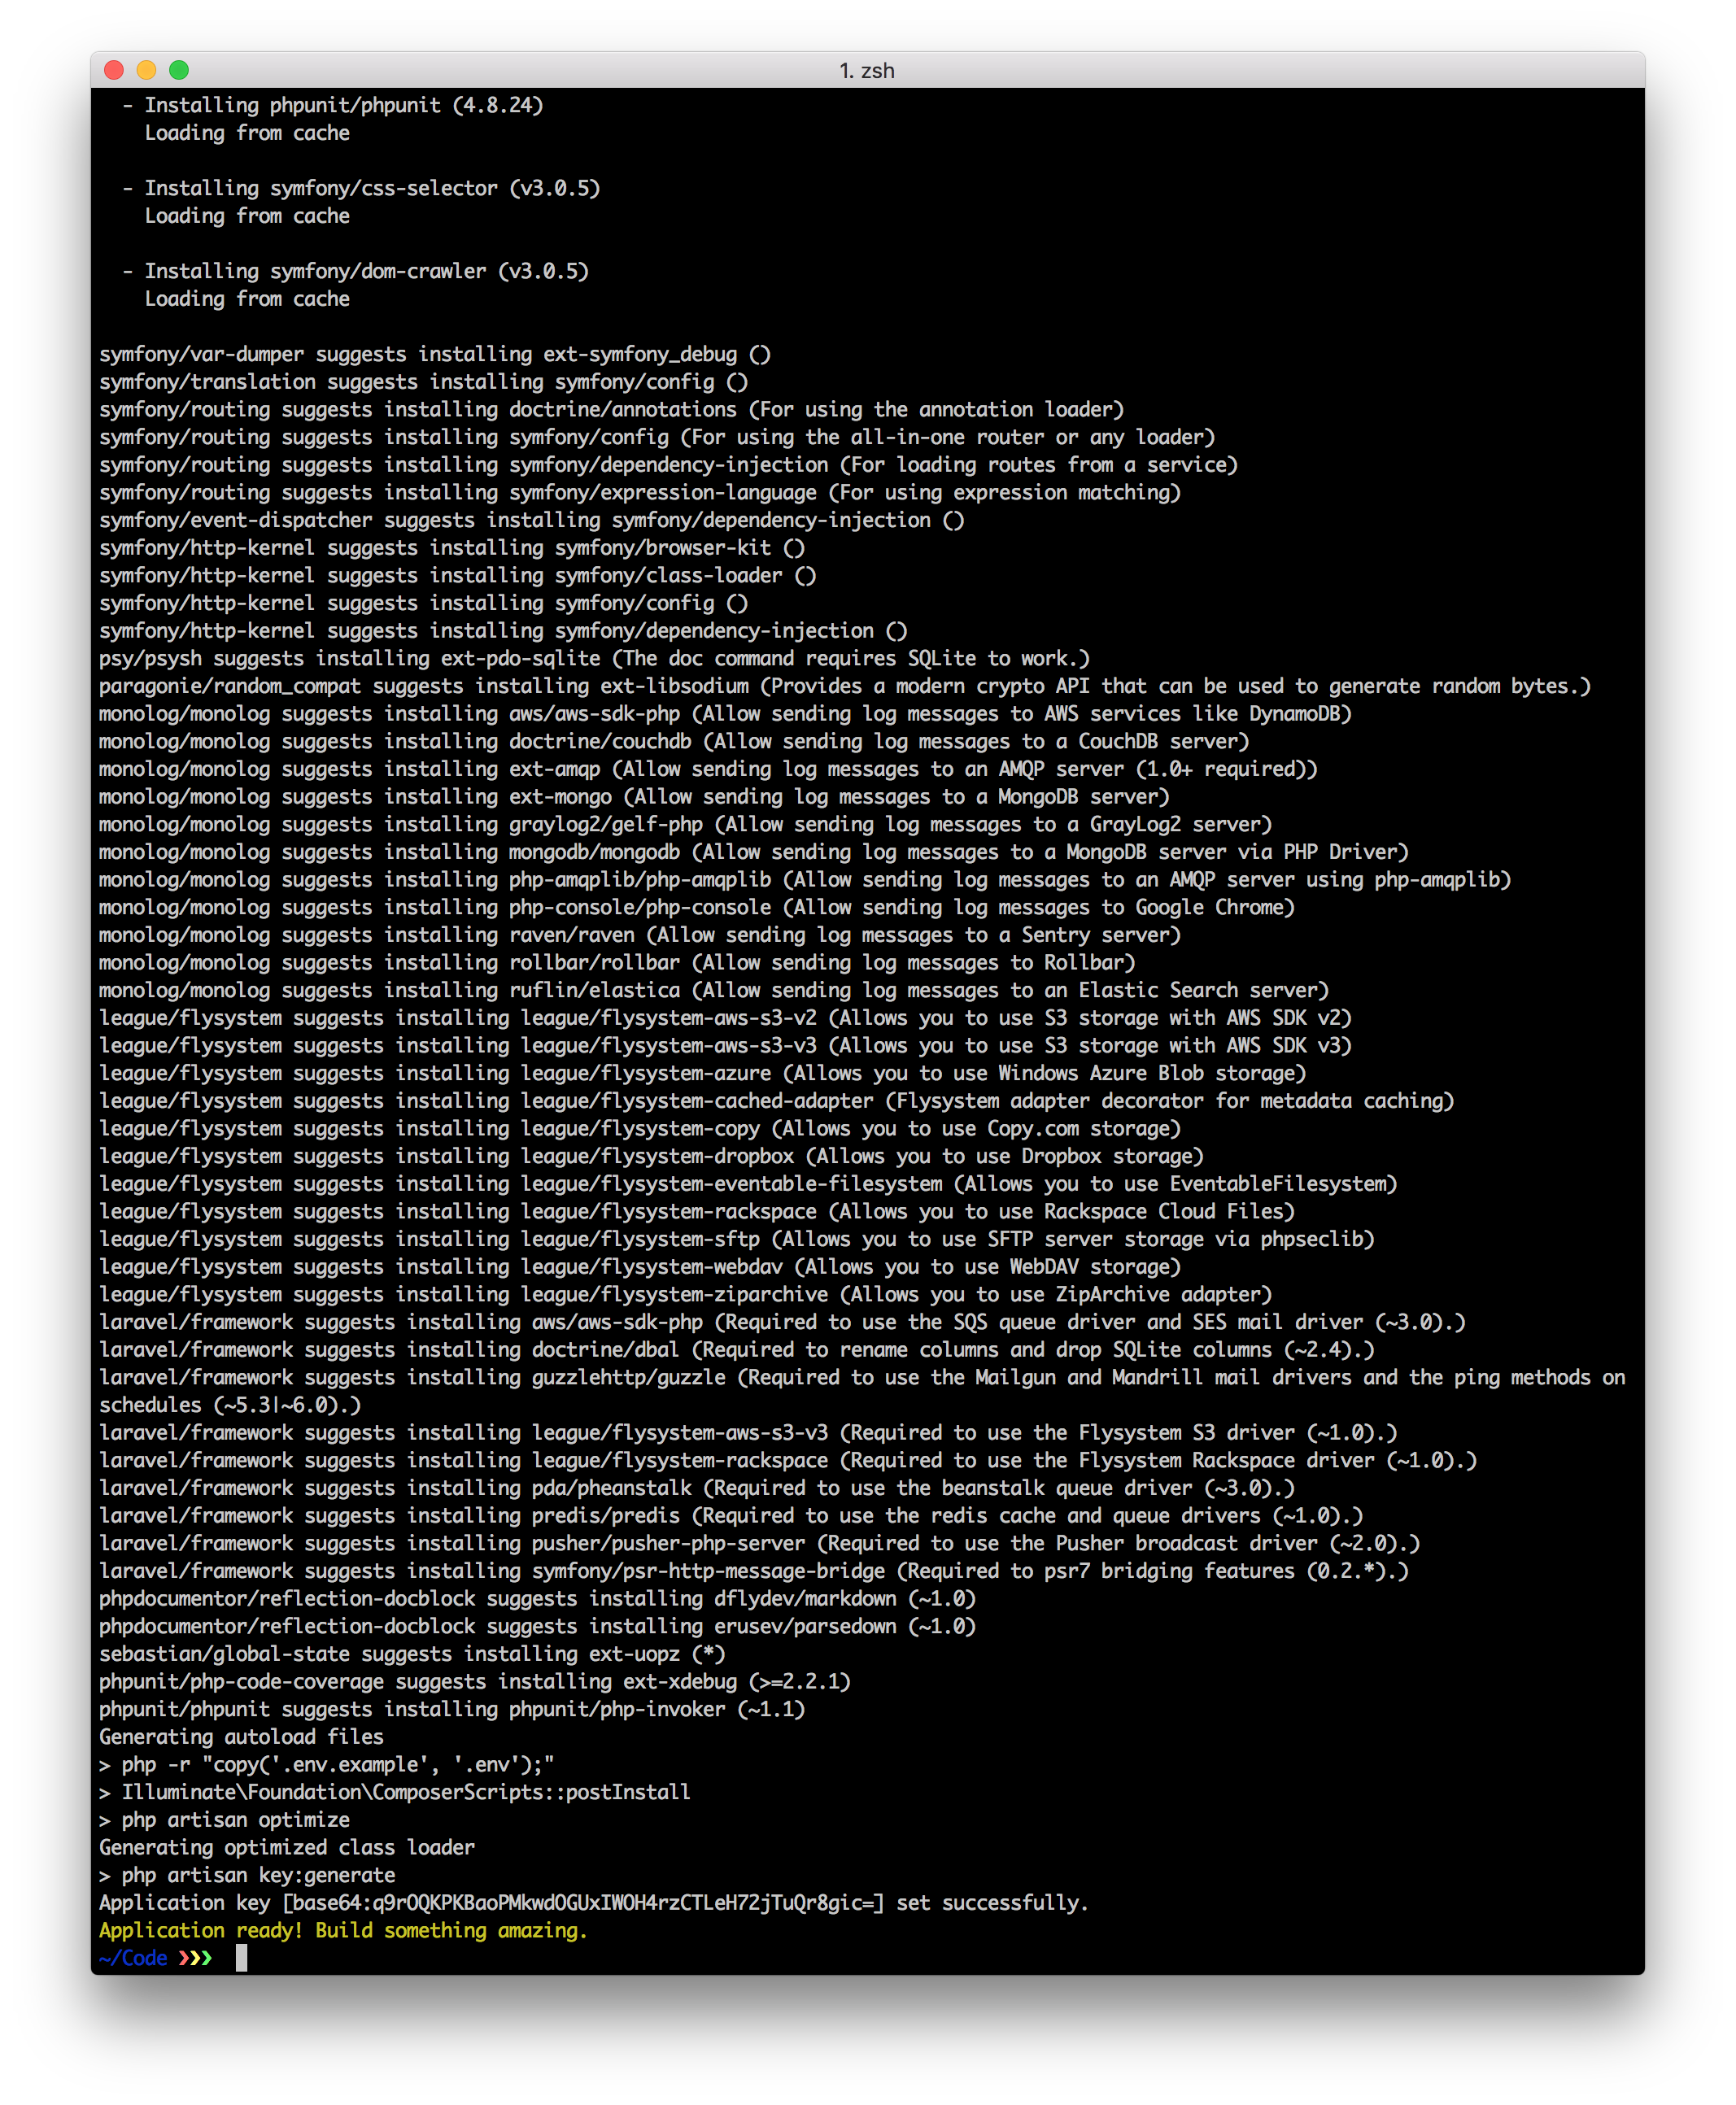 1. zsh
- Installing phpunit/phpunit (4.8.24)
Loading from cache
- Installing symfony/css-selector (v3.0.5)
Loading from cache
- Installing symfony/dom-crawler (v3.0.5)
Loading from cache
symfony/var-dumper suggests installing ext-symfony_debug ()
symfony/translation suggests installing symfony/config ()
symfony/routing suggests installing doctrine/annotations (For using the annotation loader)
symfony/routing suggests installing symfony/config (For using the all-in-one router or any loader)
symfony/routing suggests installing symfony/dependency-injection (For loading routes from a service)
symfony/routing suggests installing symfony/expression-language (For using expression matching)
symfony/event-dispatcher suggests installing symfony/dependency-injection ()
symfony/http-kernel suggests installing symfony/browser-kit ()
symfony/http-kernel suggests installing symfony/class-loader ()
symfony/http-kernel suggests installing symfony/config ()
symfony/http-kernel suggests installing symfony/dependency-injection ()
psy/psysh suggests installing ext-pdo-sqlite (The doc command requires SQLite to work.)
paragonie/random_compat suggests installing ext-libsodium (Provides a modern crypto API that can be used to generate random bytes.)
monolog/monolog suggests installing aws/aws-sdk-php (Allow sending log messages to AWS services like DynamoDB)
monolog/monolog suggests installing doctrine/couchdb (Allow sending log messages to a CouchDB server)
monolog/monolog suggests installing ext-amqp (Allow sending log messages to an AMQP server (1.0+ required))
monolog/monolog suggests installing ext-mongo (Allow sending log messages to a MongoDB server)
monolog/monolog suggests installing graylog2/gelf-php (Allow sending log messages to a GrayLog2 server)
monolog/monolog suggests installing mongodb/mongodb (Allow sending log messages to a MongoDB server via PHP Driver)
monolog/monolog suggests installing php-amqplib/php-amqplib (Allow sending log messages to an AMQP server using php-amqplib)
monolog/monolog suggests installing php-console/php-console (Allow sending log messages to Google Chrome)
monolog/monolog suggests installing raven/raven (Allow sending log messages to a Sentry server)
monolog/monolog suggests installing rollbar/rollbar (Allow sending log messages to Rollbar)
monolog/monolog suggests installing ruflin/elastica (Allow sending log messages to an Elastic Search server)
league/flysystem suggests installing league/flysystem-aws-s3-v2 (Allows you to use S3 storage with AWS SDK v2)
league/flysystem suggests installing league/flysystem-aws-s3-v3 (Allows you to use S3 storage with AWS SDK v3)
league/flysystem suggests installing league/flysystem-azure (Allows you to use Windows Azure Blob storage)
league/flysystem suggests installing league/flysystem-cached-adapter (Flysystem adapter decorator for metadata caching)
league/flysystem suggests installing league/flysystem-copy (Allows you to use Copy.com storage)
league/flysystem suggests installing league/flysystem-dropbox (Allows you to use Dropbox storage)
league/flysystem suggests installing league/flysystem-eventable-filesystem (Allows you to use EventableFilesystem)
league/flysystem suggests installing league/flysystem-rackspace (Allows you to use Rackspace Cloud Files)
league/flysystem suggests installing league/flysystem-sftp (Allows you to use SFTP server storage via phpseclib)
league/flysystem suggests installing league/flysystem-webdav (Allows you to use WebDAV storage)
league/flysystem suggests installing league/flysystem-ziparchive (Allows you to use ZipArchive adapter)
laravel/framework suggests installing aws/aws-sdk-php (Required to use the SQS queue driver and SES mail driver (~3.0).)
laravel/framework suggests installing doctrine/dbal (Required to rename columns and drop SQLite columns (~2.4).)
laravel/framework suggests installing guzzlehttp/guzzle (Required to use the Mailgun and Mandrill mail drivers and the ping methods on
schedules (~5.3|~6.0).)
laravel/framework suggests installing league/flysystem-aws-s3-v3 (Required to use the Flysystem S3 driver (~1.0).)
laravel/framework suggests installing league/flysystem-rackspace (Required to use the Flysystem Rackspace driver (~1.0).)
laravel/framework suggests installing pda/pheanstalk (Required to use the beanstalk queue driver (~3.0).)
laravel/framework suggests installing predis/predis (Required to use the redis cache and queue drivers (~1.0).)
laravel/framework suggests installing pusher/pusher-php-server (Required to use the Pusher broadcast driver (~2.0).)
laravel/framework suggests installing symfony/psr-http-message-bridge (Required to psr7 bridging features (0.2.*).)
phpdocumentor/reflection-docblock suggests installing dflydev/markdown (~1.0)
phpdocumentor/reflection-docblock suggests installing erusev/parsedown (~1.0)
sebastian/global-state suggests installing ext-uopz (*)
phpunit/php-code-coverage suggests installing ext-xdebug (>=2.2.1)
phpunit/phpunit suggests installing phpunit/php-invoker (~1.1)
Generating autoload files
> php -r "copy('.env.example', '.env');"
> Illuminate\Foundation\ComposerScripts::postInstall
> php artisan optimize
Generating optimized class loader
> php artisan key:generate
Application key [base64:q9rOQKPKBaoPMkwdOGUxIWOH4rzCTLeH72jTuQr8gic=] set successfully.
Application ready! Build something amazing.
~/Code ❯❯❯